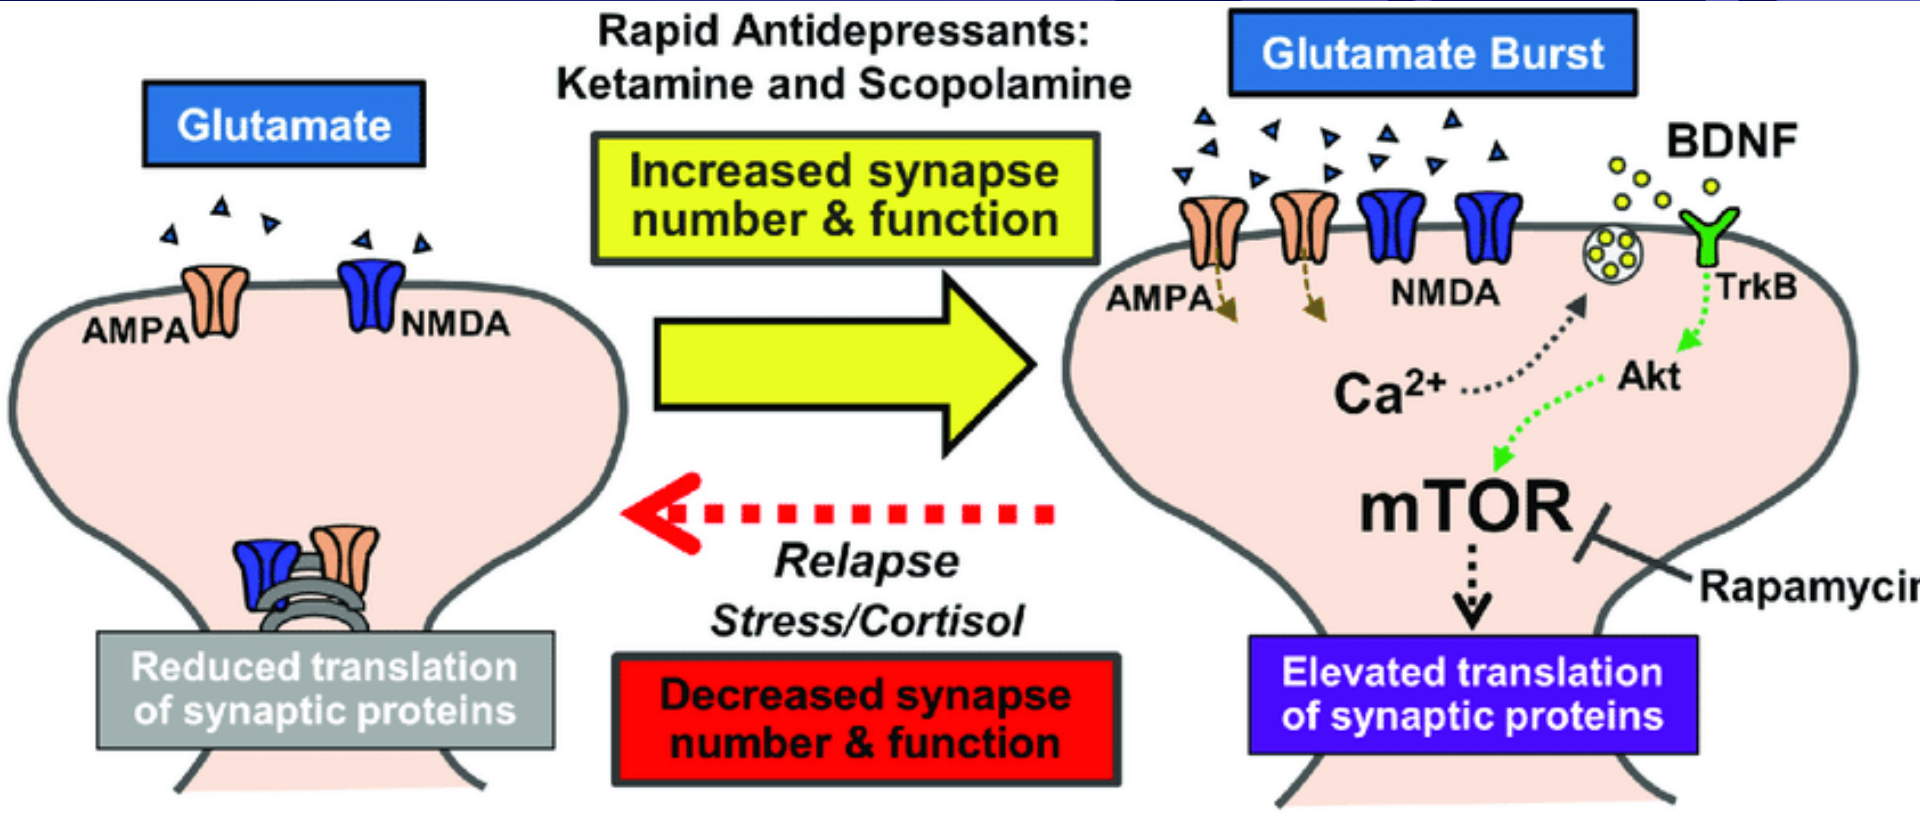 Glutamate
AMPA
NMDA
Reduced translation
of synaptic proteins
Rapid Antidepressants:
Ketamine and Scopolamine
Increased synapse
number & function
Relapse
Stress/Cortisol
Decreased synapse
number & function
Glutamate Burst
BDNF
AMPA
NMDA
TrkB
Ca²⁺
Akt
mTOR
Rapamycin
Elevated translation
of synaptic proteins